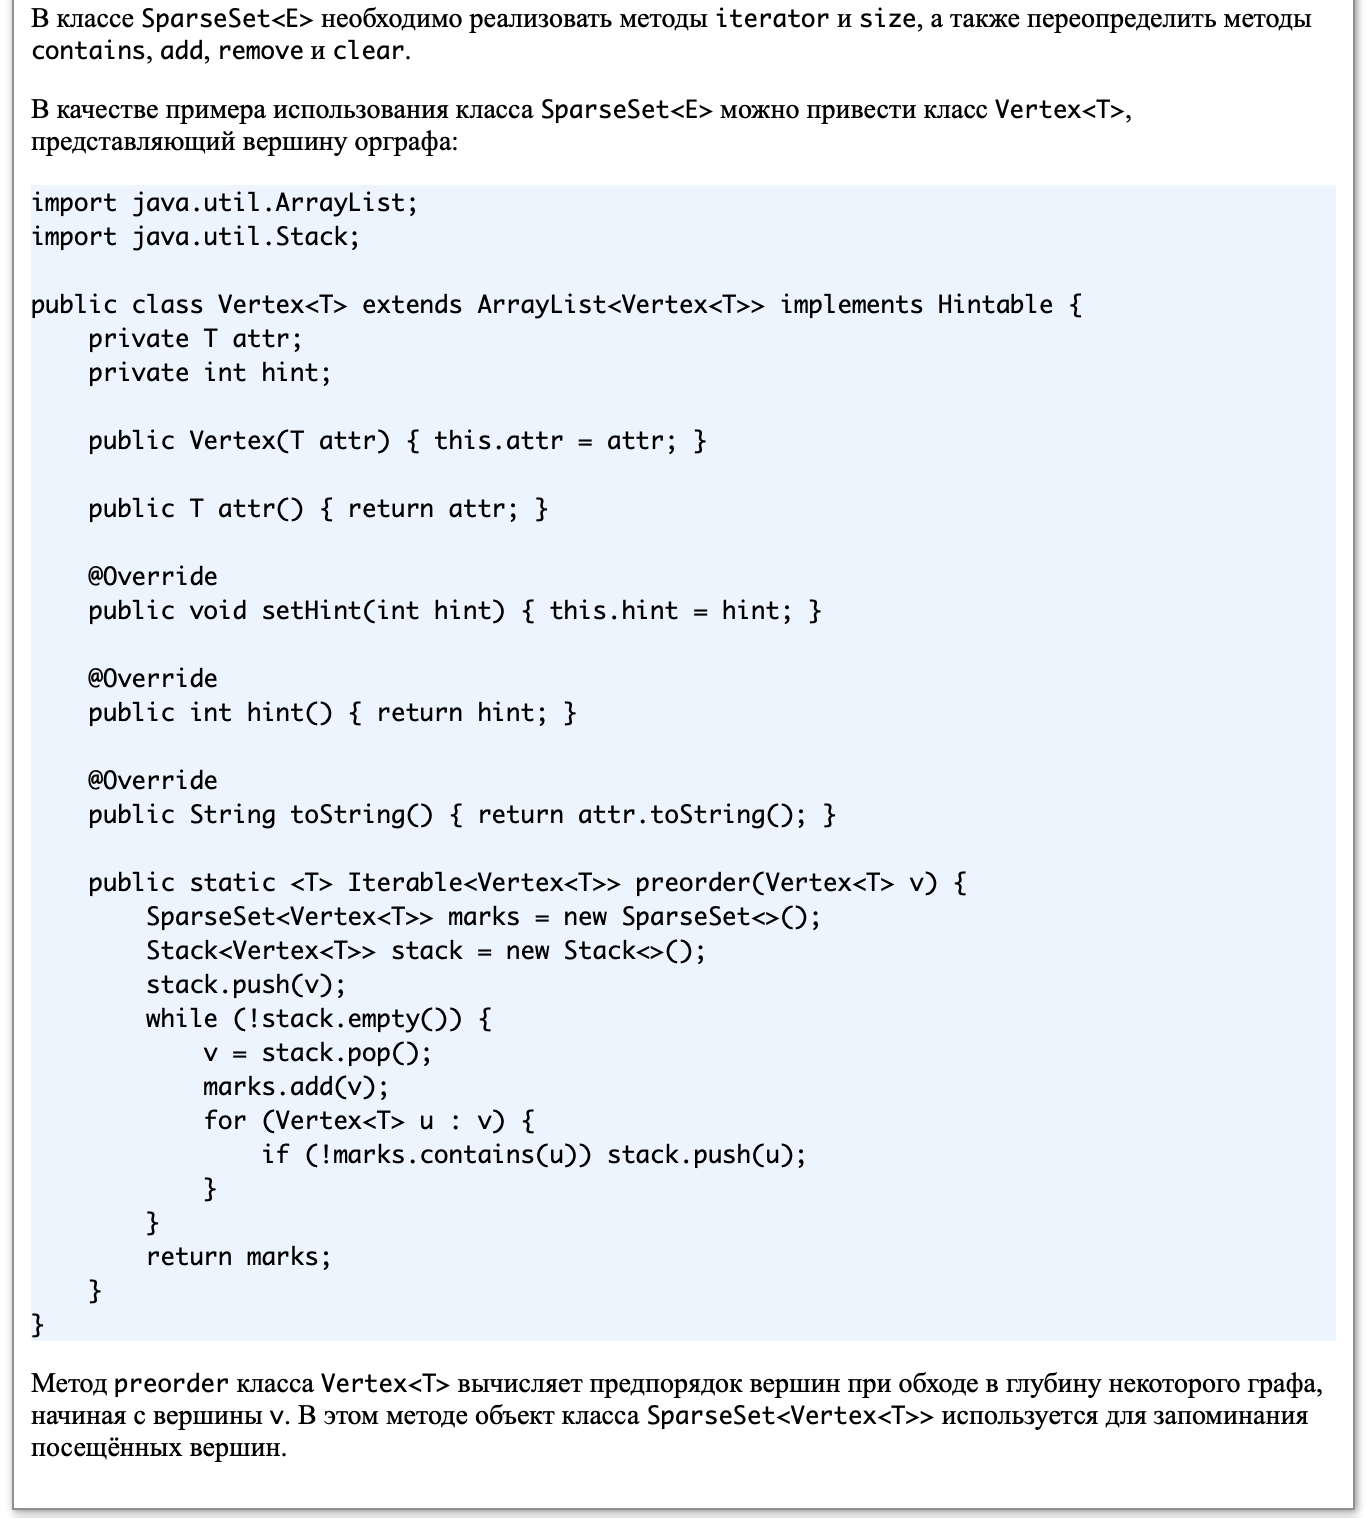 В классе SparseSet<E> необходимо реализовать методы iterator и size, а также переопределить методы
contains, add, remove и clear.
В качестве примера использования класса SparseSet<E> можно привести класс Vertex<T>,
представляющий вершину орграфа:
import java.util.ArrayList;
import java.util.Stack;
public class Vertex<T> extends ArrayList<Vertex<T>> implements Hintable {
    private T attr;
    private int hint;
    public Vertex(T attr) { this.attr = attr; }
    public T attr() { return attr; }
    @Override
    public void setHint(int hint) { this.hint = hint; }
    @Override
    public int hint() { return hint; }
    @Override
    public String toString() { return attr.toString(); }
    public static <T> Iterable<Vertex<T>> preorder(Vertex<T> v) {
        SparseSet<Vertex<T>> marks = new SparseSet<>();
        Stack<Vertex<T>> stack = new Stack<>();
        stack.push(v);
        while (!stack.empty()) {
            v = stack.pop();
            marks.add(v);
            for (Vertex<T> u : v) {
                if (!marks.contains(u)) stack.push(u);
            }
        }
        return marks;
    }
}
Метод preorder класса Vertex<T> вычисляет предпорядок вершин при обходе в глубину некоторого графа,
начиная с вершины v. В этом методе объект класса SparseSet<Vertex<T>> используется для запоминания
посещённых вершин.